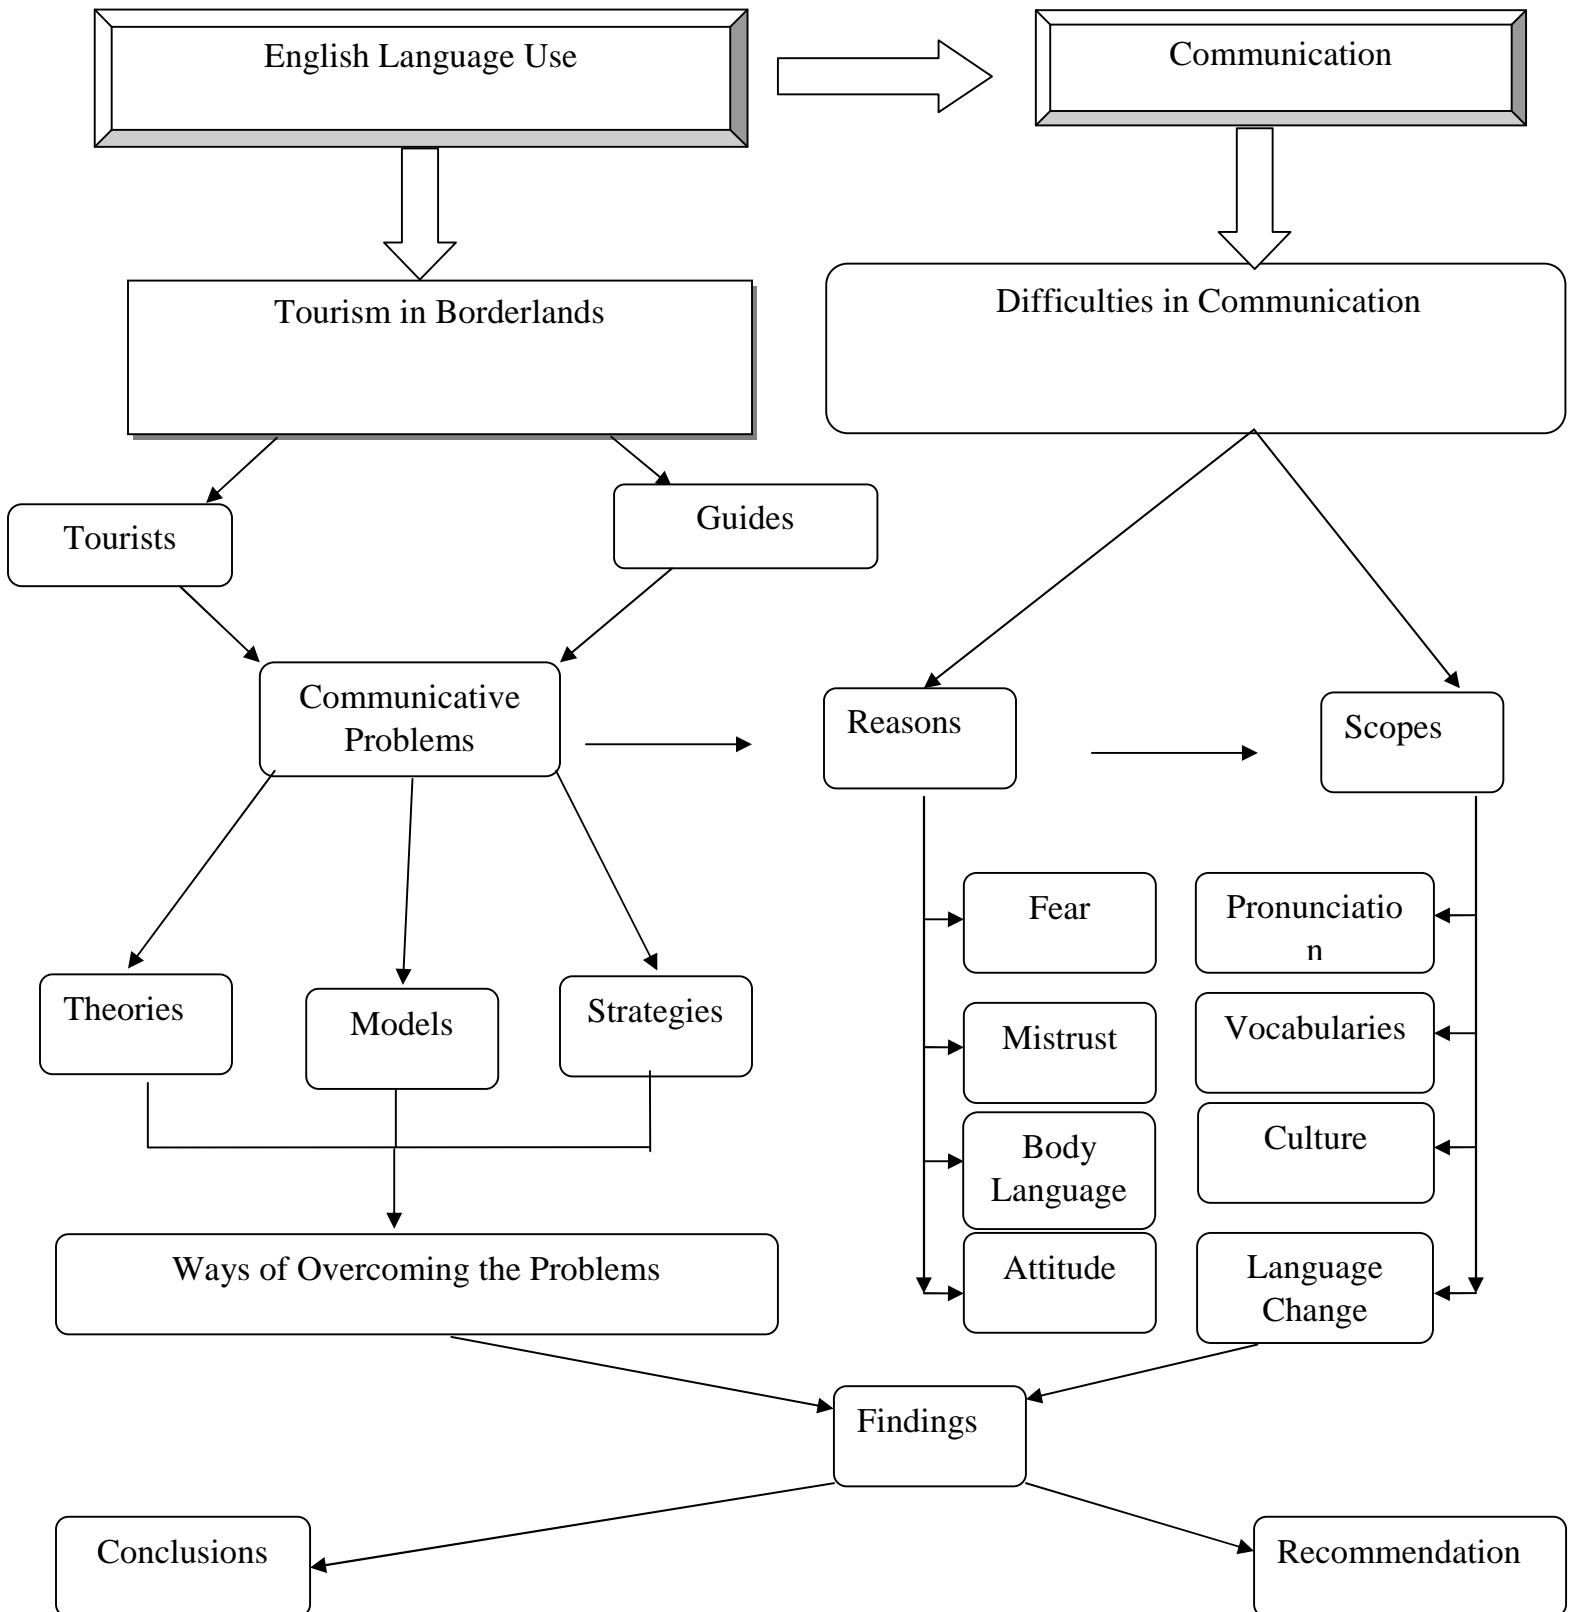 English Language Use
Communication
Tourism in Borderlands
Difficulties in Communication
Tourists
Guides
Communicative
Problems
Reasons
Scopes
Fear
Pronunciatio
n
Theories
Models
Strategies
Mistrust
Vocabularies
Body
Language
Culture
Ways of Overcoming the Problems
Attitude
Language
Change
Findings
Conclusions
Recommendation